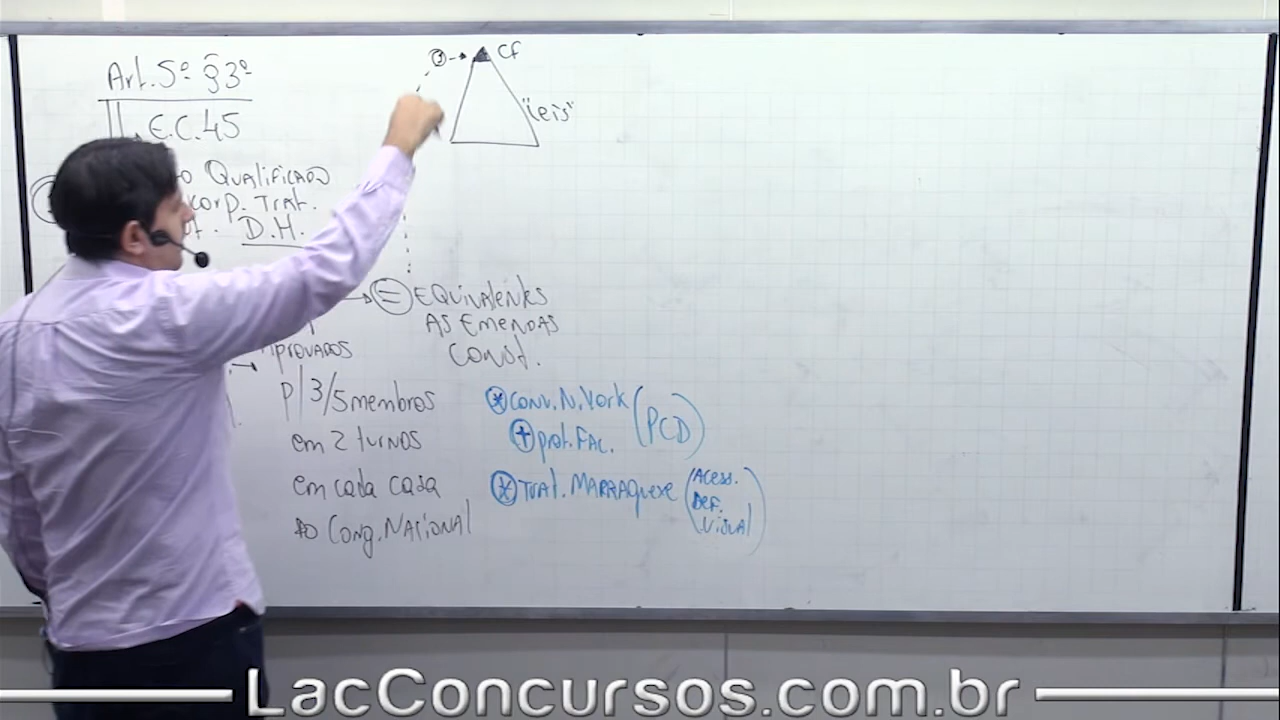 Art. 5º § 3º
E.C. 45
o Qualificado
corp. Trat.
D.H.
= Equivalentes
As Emendas
Const.
Aprovados
p/ 3/5 membros
em 2 turnos
em cada casa
do Cong. Nacional
CF
"Leis"
* Conv. N. York (PCD)
+ prot. FAC.
* Trat. Marraquexe (Acess.
Def.
Visual)
LacConcursos.com.br